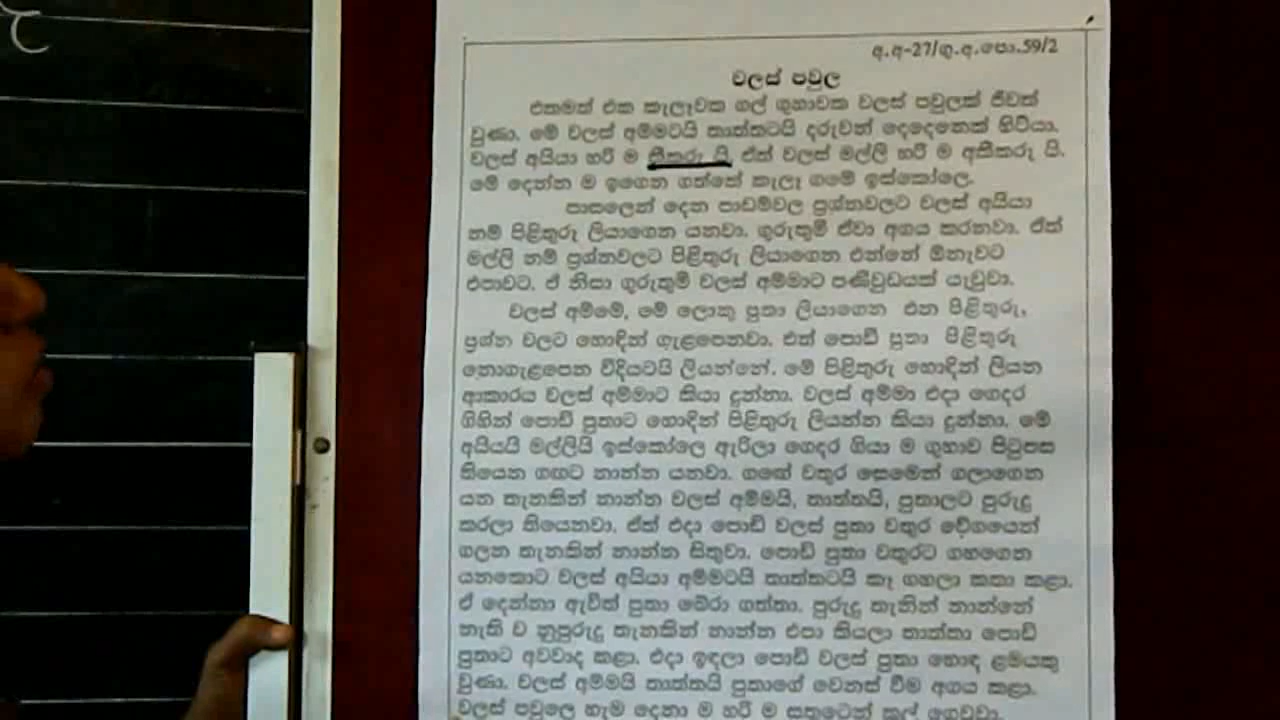 අ.අ-27/ගු.අ.පො.59/2
වලස් පවුල
එකමත් එක කැලෑවක ගල් ගුහාවක වලස් පවුලක් ජීවත්
වුණා. මේ වලස් අම්මටයි තාත්තටයි දරුවන් දෙදෙනෙක් හිටියා.
වලස් අයියා හරි ම කීකරු යි. ඒත් වලස් මල්ලි හරි ම අකීකරු යි.
මේ දෙන්න ම ඉගෙන ගත්තේ කැලෑ ගමේ ඉස්කෝලෙ.
පාසලෙන් දෙන පාඩම්වල ප්‍රශ්නවලට වලස් අයියා
නම් පිළිතුරු ලියාගෙන යනවා. ගුරුතුමී ඒවා අගය කරනවා. ඒත්
මල්ලි නම් ප්‍රශ්නවලට පිළිතුරු ලියාගෙන එන්නේ ඕනෑවට
එපාවට. ඒ නිසා ගුරුතුමී වලස් අම්මාට පණිවුඩයක් යැවුවා.
වලස් අම්මේ, මේ ලොකු පුතා ලියාගෙන එන පිළිතුරු,
ප්‍රශ්න වලට හොඳින් ගැළපෙනවා. එත් පොඩි පුතා පිළිතුරු
නොගැළපෙන විදියටයි ලියන්නේ. මේ පිළිතුරු හොඳින් ලියන
ආකාරය වලස් අම්මාට කියා දුන්නා. වලස් අම්මා එදා ගෙදර
ගිහින් පොඩි පුතාට හොඳින් පිළිතුරු ලියන්න කියා දුන්නා. මේ
අයියයි මල්ලියි ඉස්කෝලෙ ඇරිලා ගෙදර ගියා ම ගුහාව පිටුපස
තියෙන ගඟට නාන්න යනවා. ගඟේ වතුර සෙමෙන් ගලාගෙන
යන තැනකින් නාන්න වලස් අම්මයි, තාත්තයි, පුතාලට පුරුදු
කරලා තියෙනවා. ඒත් එදා පොඩි වලස් පුතා වතුර වේගයෙන්
ගලන තැනකින් නාන්න සිතුවා. පොඩි පුතා වතුරට ගහගෙන
යනකොට වලස් අයියා අම්මටයි තාත්තටයි කෑ ගහලා කතා කළා.
ඒ දෙන්නා ඇවිත් පුතා බේරා ගත්තා. පුරුදු තැනින් නාන්නේ
නැති ව නුපුරුදු තැනකින් නාන්න එපා කියලා තාත්තා පොඩි
පුතාට අවවාද කළා. එදා ඉඳලා පොඩි වලස් පුතා හොඳ ළමයකු
වුණා. වලස් අම්මයි තාත්තයි පුතාගේ වෙනස් වීම අගය කළා.
වලස් පවුලෙ හැම දෙනා ම හරි ම සතුටෙන් කල් ගෙව්වා.